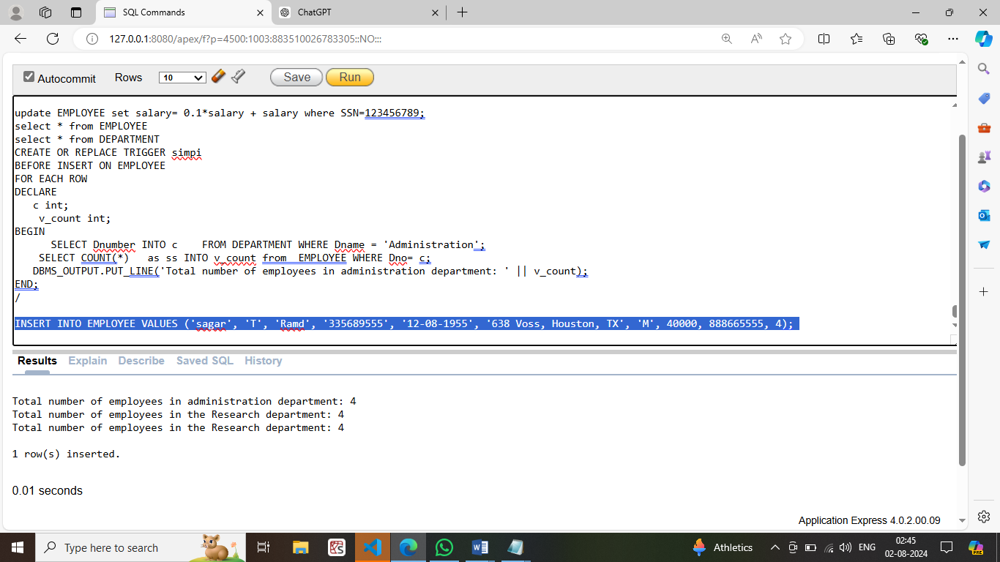 SQL Commands
ChatGPT
127.0.0.1:8080/apex/f?p=4500:1003:883510026783305::NO:::
Autocommit Rows 10 Save Run
update EMPLOYEE set salary= 0.1*salary + salary where SSN=123456789;
select * from EMPLOYEE
select * from DEPARTMENT
CREATE OR REPLACE TRIGGER simpi
BEFORE INSERT ON EMPLOYEE
FOR EACH ROW
DECLARE
c int;
v_count int;
BEGIN
SELECT Dnumber INTO c FROM DEPARTMENT WHERE Dname = 'Administration';
SELECT COUNT(*) as ss INTO v_count from EMPLOYEE WHERE Dno= c;
DBMS_OUTPUT.PUT_LINE('Total number of employees in administration department: ' || v_count);
END;
/
INSERT INTO EMPLOYEE VALUES ('sagar', 'T', 'Ramd', '335689555', '12-08-1955', '638 Voss, Houston, TX', 'M', 40000, 888665555, 4);
Results Explain Describe Saved SQL History
Total number of employees in administration department: 4
Total number of employees in the Research department: 4
Total number of employees in the Research department: 4
1 row(s) inserted.
0.01 seconds
Application Express 4.0.2.00.09
Type here to search
Athletics
ENG
02:45
02-08-2024
PRE